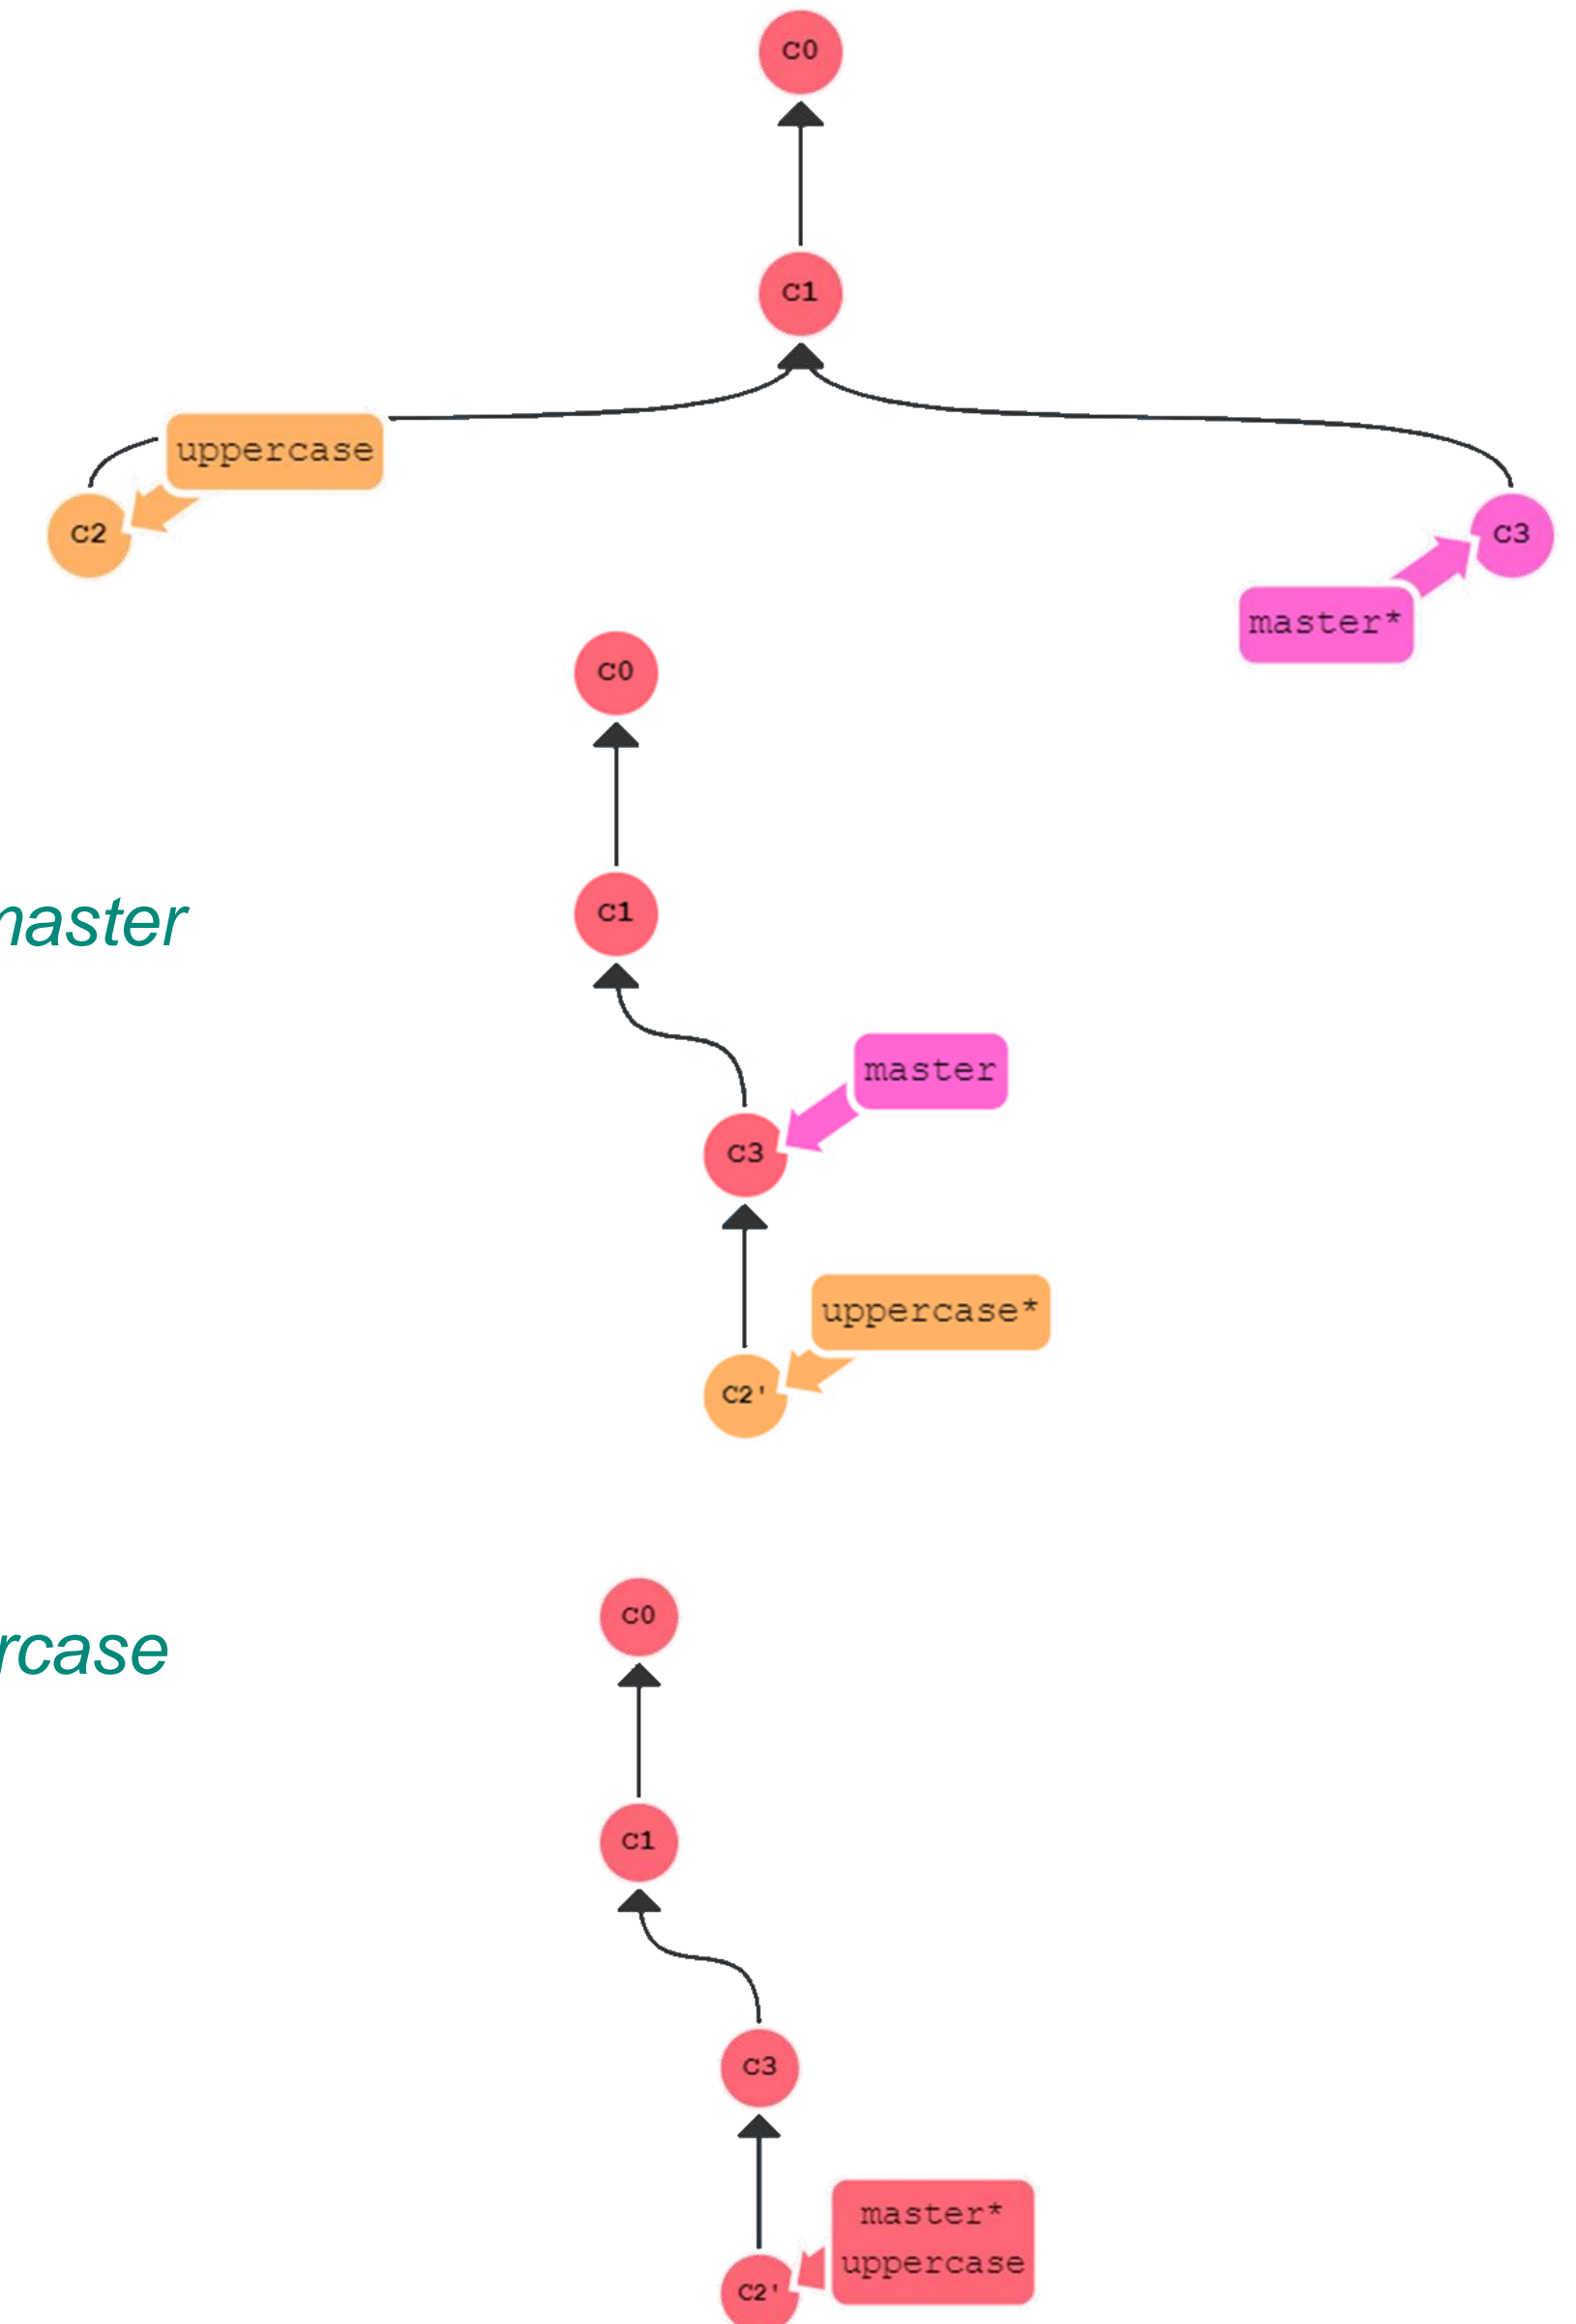 C0
C1
uppercase
C2
C3
master*
C0
C1
master
master
C3
uppercase*
C2'
C0
rcase
C1
C3
master*
uppercase
C2'